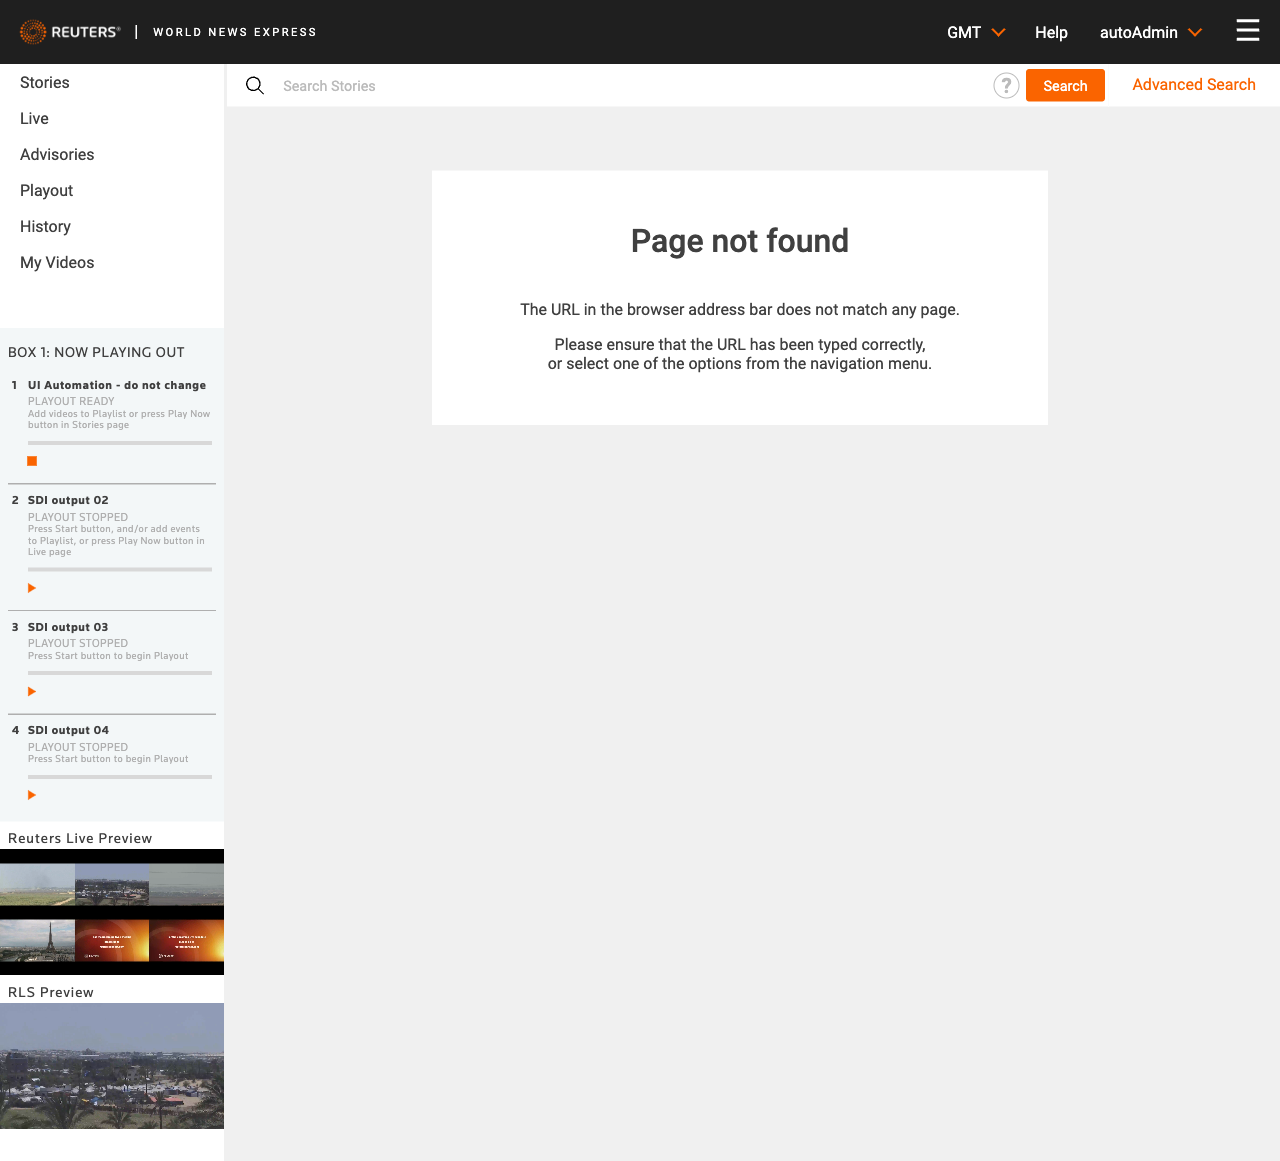 REUTERS® | WORLD NEWS EXPRESS
GMT
Help
autoAdmin
Stories
Live
Advisories
Playout
History
My Videos
Search Stories
?
Search
Advanced Search
Page not found
The URL in the browser address bar does not match any page.
Please ensure that the URL has been typed correctly,
or select one of the options from the navigation menu.
BOX 1: NOW PLAYING OUT
1 UI Automation - do not change
PLAYOUT READY
Add videos to Playlist or press Play Now
button in Stories page
2 SDI output 02
PLAYOUT STOPPED
Press Start button, and/or add events
to Playlist, or press Play Now button in
Live page
3 SDI output 03
PLAYOUT STOPPED
Press Start button to begin Playout
4 SDI output 04
PLAYOUT STOPPED
Press Start button to begin Playout
Reuters Live Preview
RLS Preview